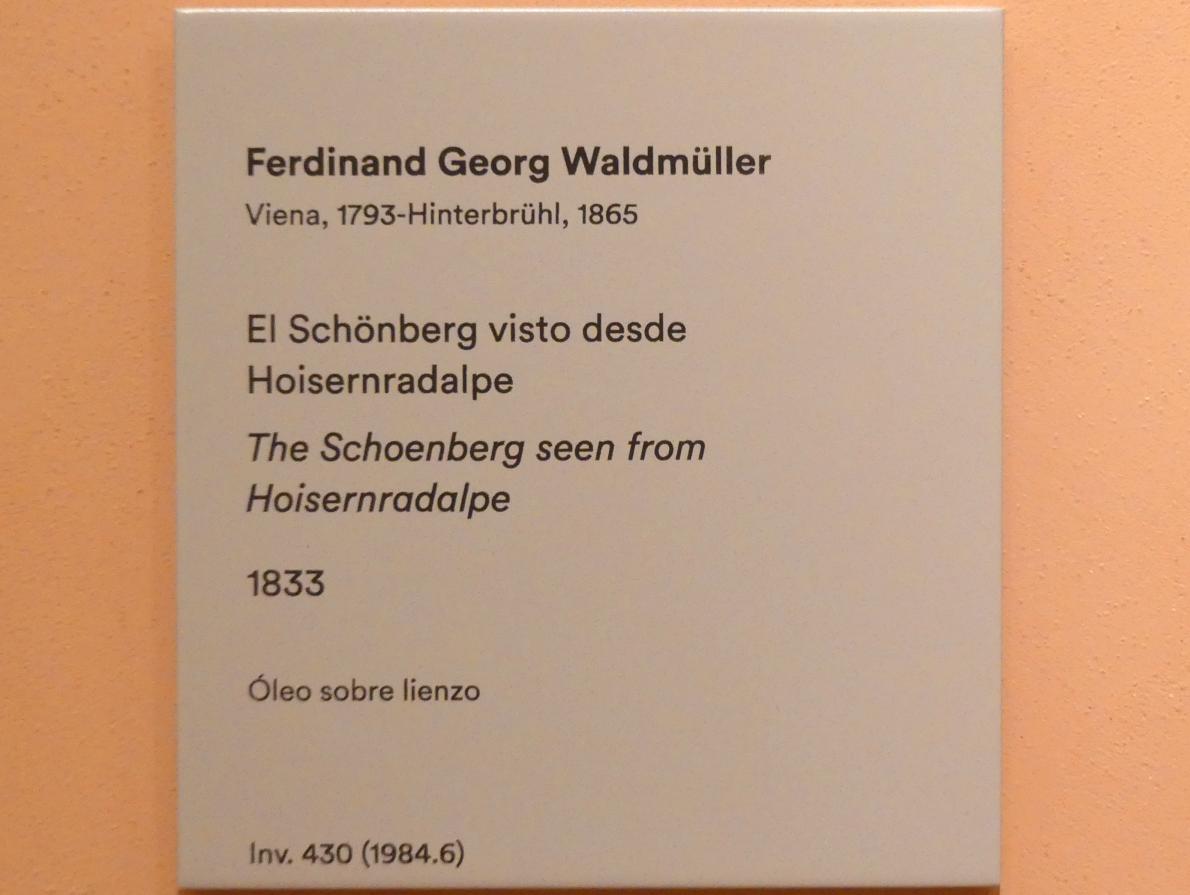 Ferdinand Georg Waldmüller
Viena, 1793-Hinterbrühl, 1865
El Schönberg visto desde
Hoisernradalpe
The Schoenberg seen from
Hoisernradalpe
1833
Óleo sobre lienzo
Inv. 430 (1984.6)